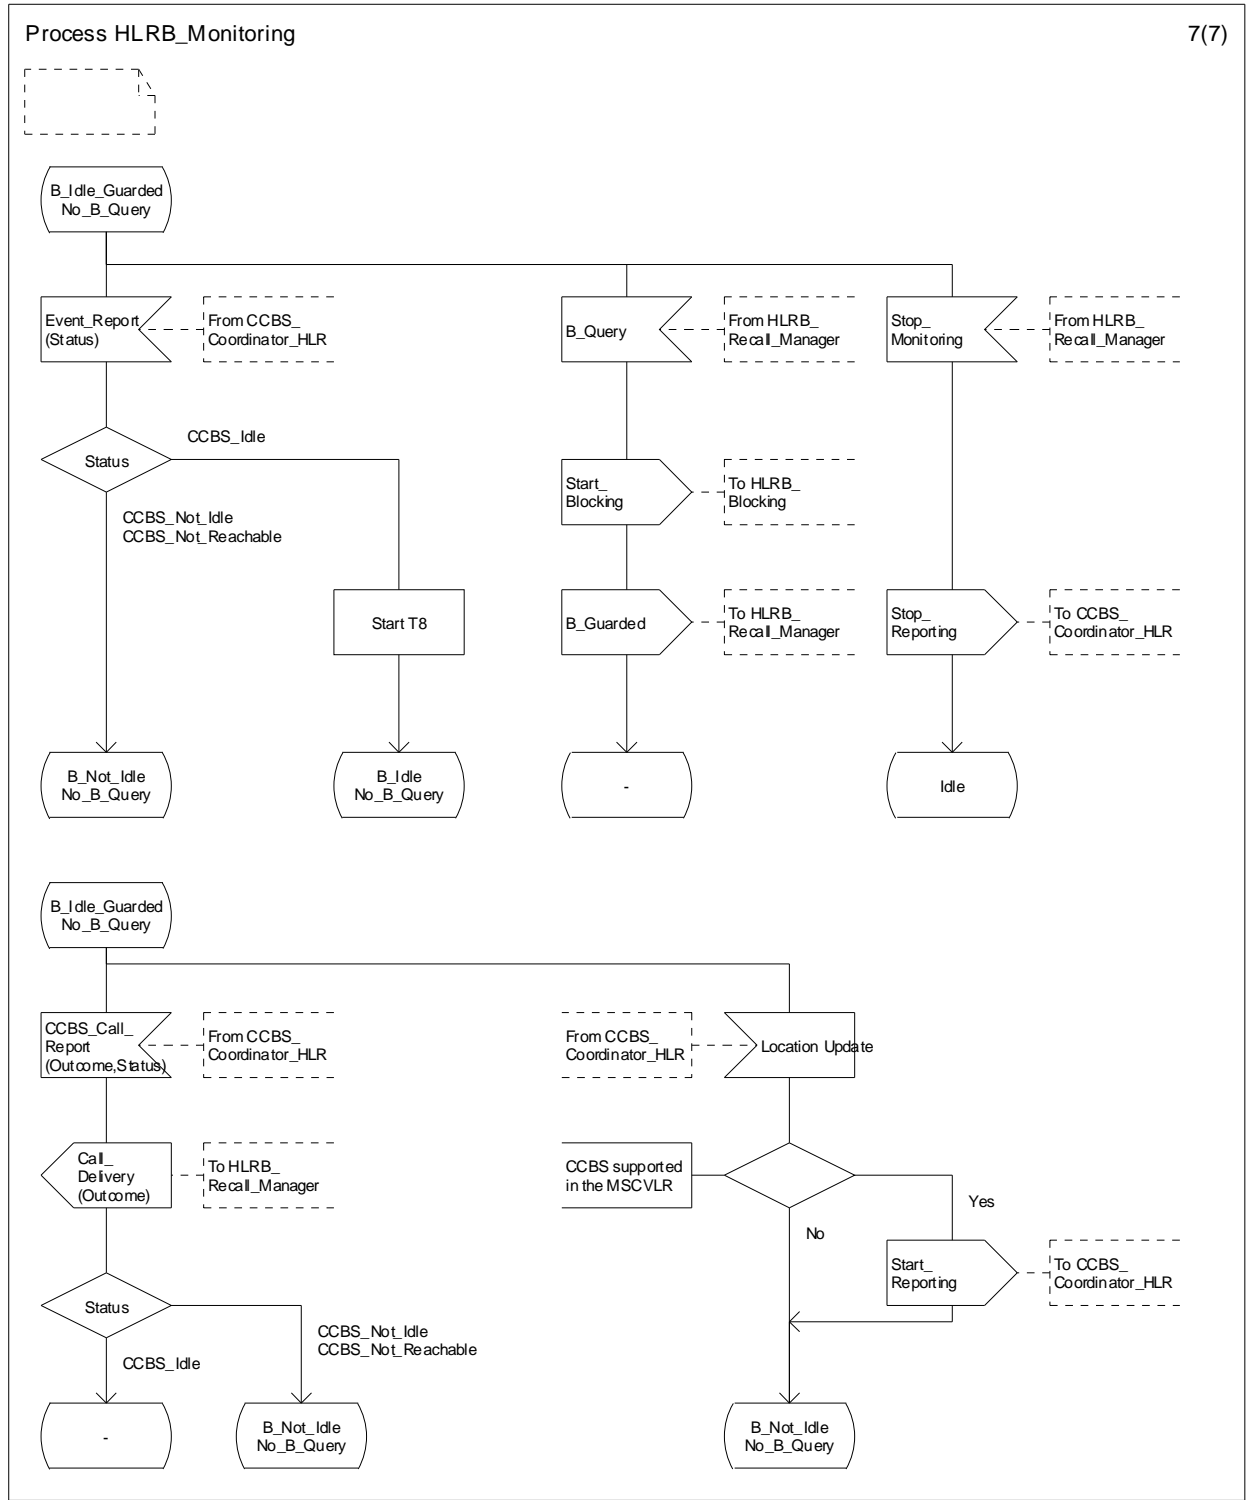 Process HLRB_Monitoring
7(7)
B_Idle_Guarded
No_B_Query
Event_Report
(Status)
From CCBS_
Coordinator_HLR
B_Query
From HLRB_
Recall_Manager
Stop_
Monitoring
From HLRB_
Recall_Manager
Status
CCBS_Idle
CCBS_Not_Idle
CCBS_Not_Reachable
Start_
Blocking
To HLRB_
Blocking
Start T8
B_Guarded
To HLRB_
Recall_Manager
Stop_
Reporting
To CCBS_
Coordinator_HLR
B_Not_Idle
No_B_Query
B_Idle
No_B_Query
-
Idle
B_Idle_Guarded
No_B_Query
CCBS_Call_
Report
(Outcome,Status)
From CCBS_
Coordinator_HLR
From CCBS_
Coordinator_HLR
Location Update
Call_
Delivery
(Outcome)
To HLRB_
Recall_Manager
CCBS supported
in the MSCVLR
Yes
No
Start_
Reporting
To CCBS_
Coordinator_HLR
Status
CCBS_Not_Idle
CCBS_Not_Reachable
CCBS_Idle
-
B_Not_Idle
No_B_Query
B_Not_Idle
No_B_Query